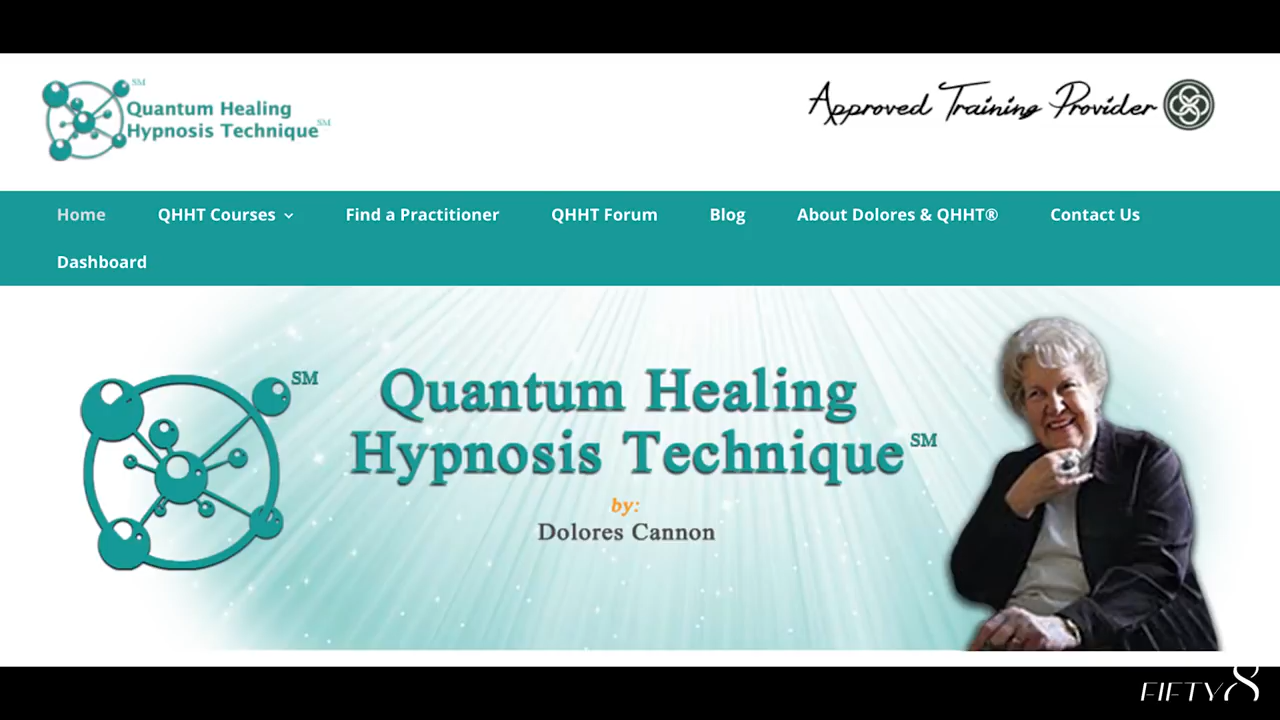 SM
Quantum Healing
Hypnosis Technique SM
Approved Training Provider
Home QHHT Courses Find a Practitioner QHHT Forum Blog About Dolores & QHHT® Contact Us
Dashboard
SM
Quantum Healing
Hypnosis Technique SM
by:
Dolores Cannon
FIFTY8